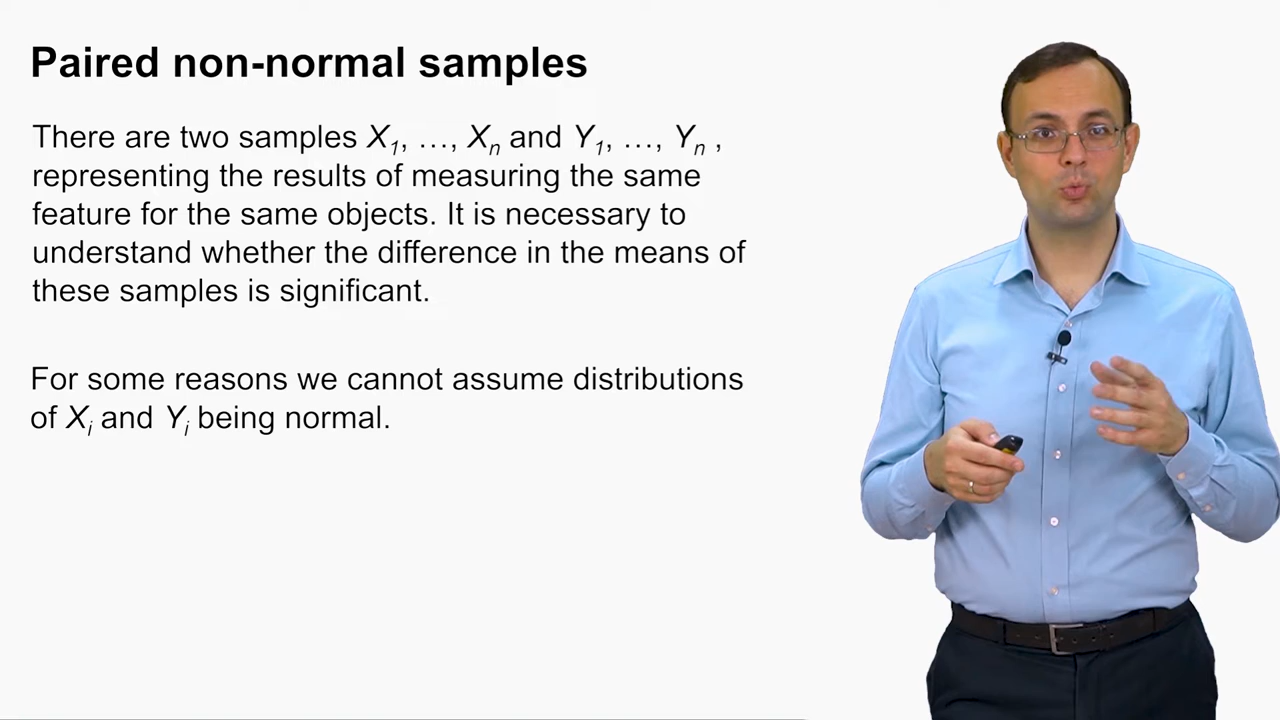 Paired non-normal samples
There are two samples X₁, …, Xₙ and Y₁, …, Yₙ ,
representing the results of measuring the same
feature for the same objects. It is necessary to
understand whether the difference in the means of
these samples is significant.
For some reasons we cannot assume distributions
of Xᵢ and Yᵢ being normal.